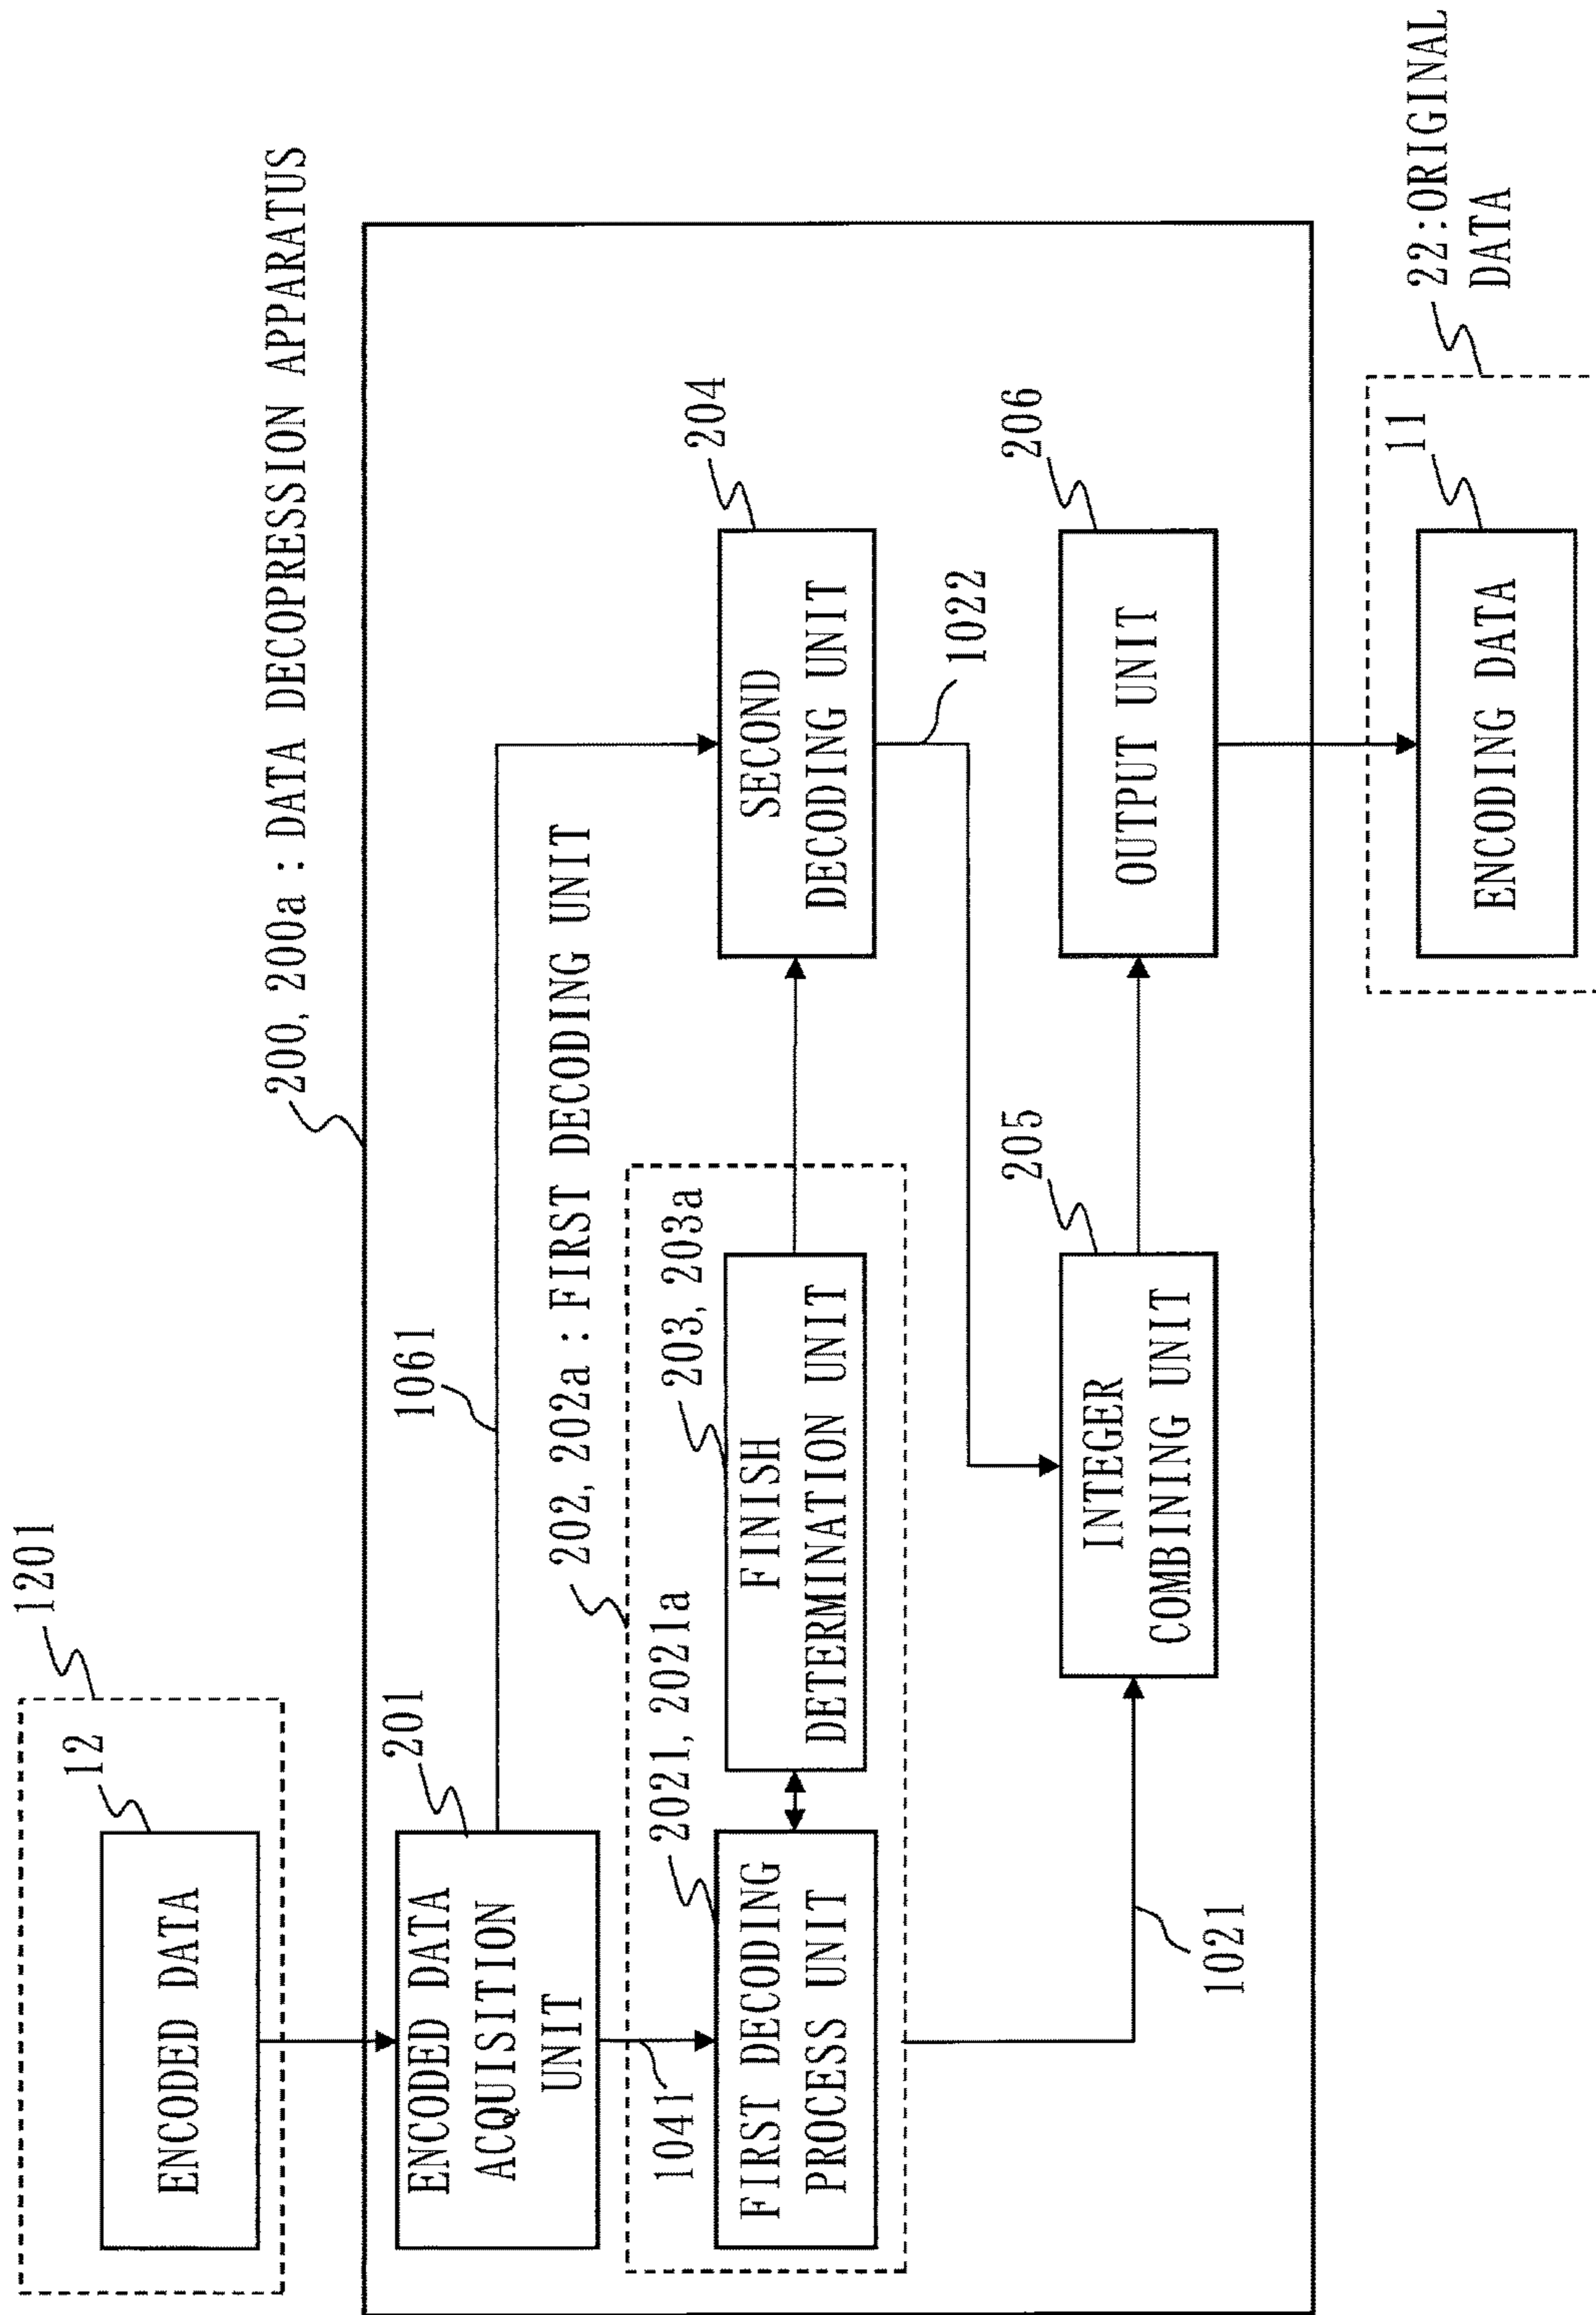 1201
12
ENCODED DATA
200, 200a : DATA DECOPRESSION APPARATUS
201
ENCODED DATA
ACQUISITION
UNIT
1061
1041
202, 202a : FIRST DECODING UNIT
2021, 2021a
FIRST DECODING
PROCESS UNIT
203, 203a
FINISH
DETERMINATION UNIT
204
SECOND
DECODING UNIT
1022
1021
205
INTEGER
COMBINING UNIT
206
OUTPUT UNIT
22:ORIGINAL
DATA
11
ENCODING DATA